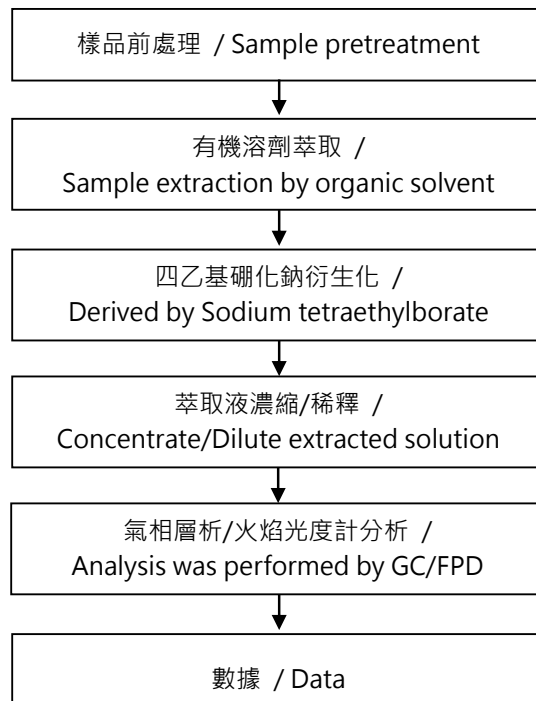 樣品前處理 / Sample pretreatment
有機溶劑萃取 /
Sample extraction by organic solvent
四乙基硼化鈉衍生化 /
Derived by Sodium tetraethylborate
萃取液濃縮/稀釋 /
Concentrate/Dilute extracted solution
氣相層析/火焰光度計分析 /
Analysis was performed by GC/FPD
數據 / Data